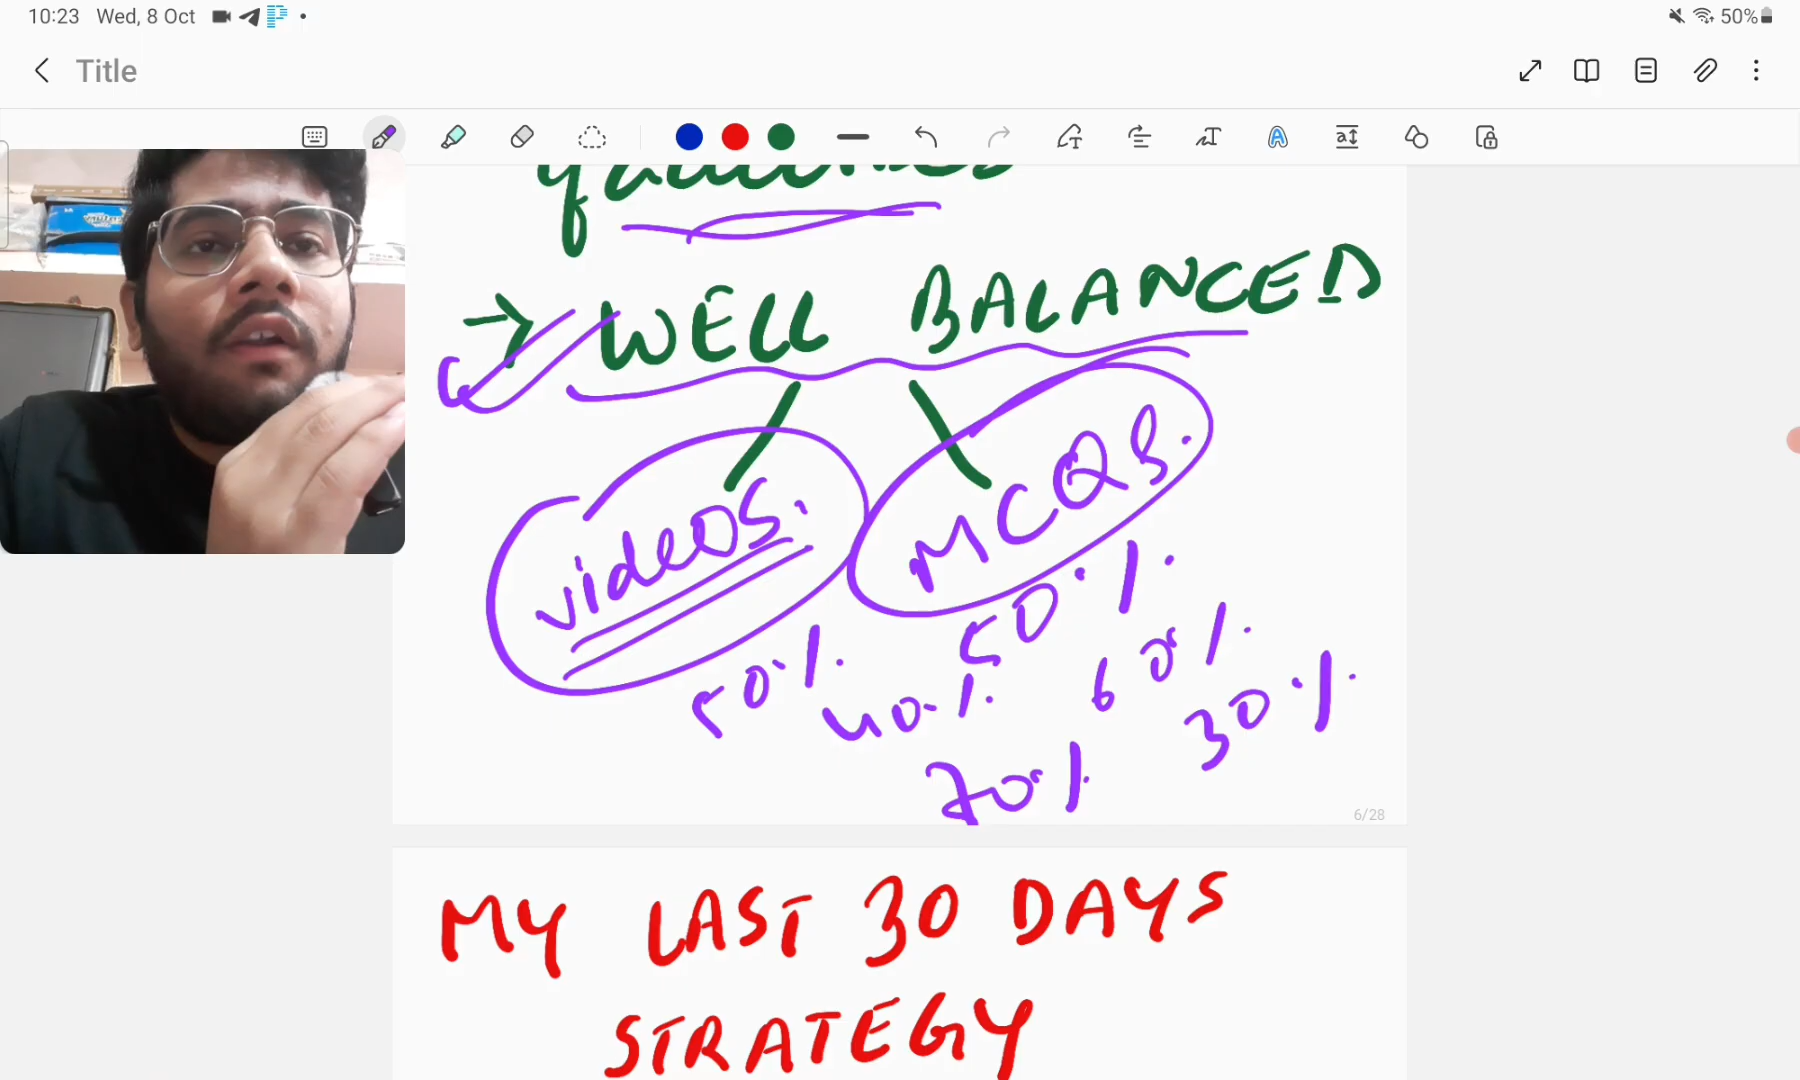 10:23 Wed, 8 Oct
50%
Title
→ WELL BALANCED
videos.
MCQs.
50% 50%
40% 60%
70% 30%
6/28
MY LAST 30 DAYS
STRATEGY